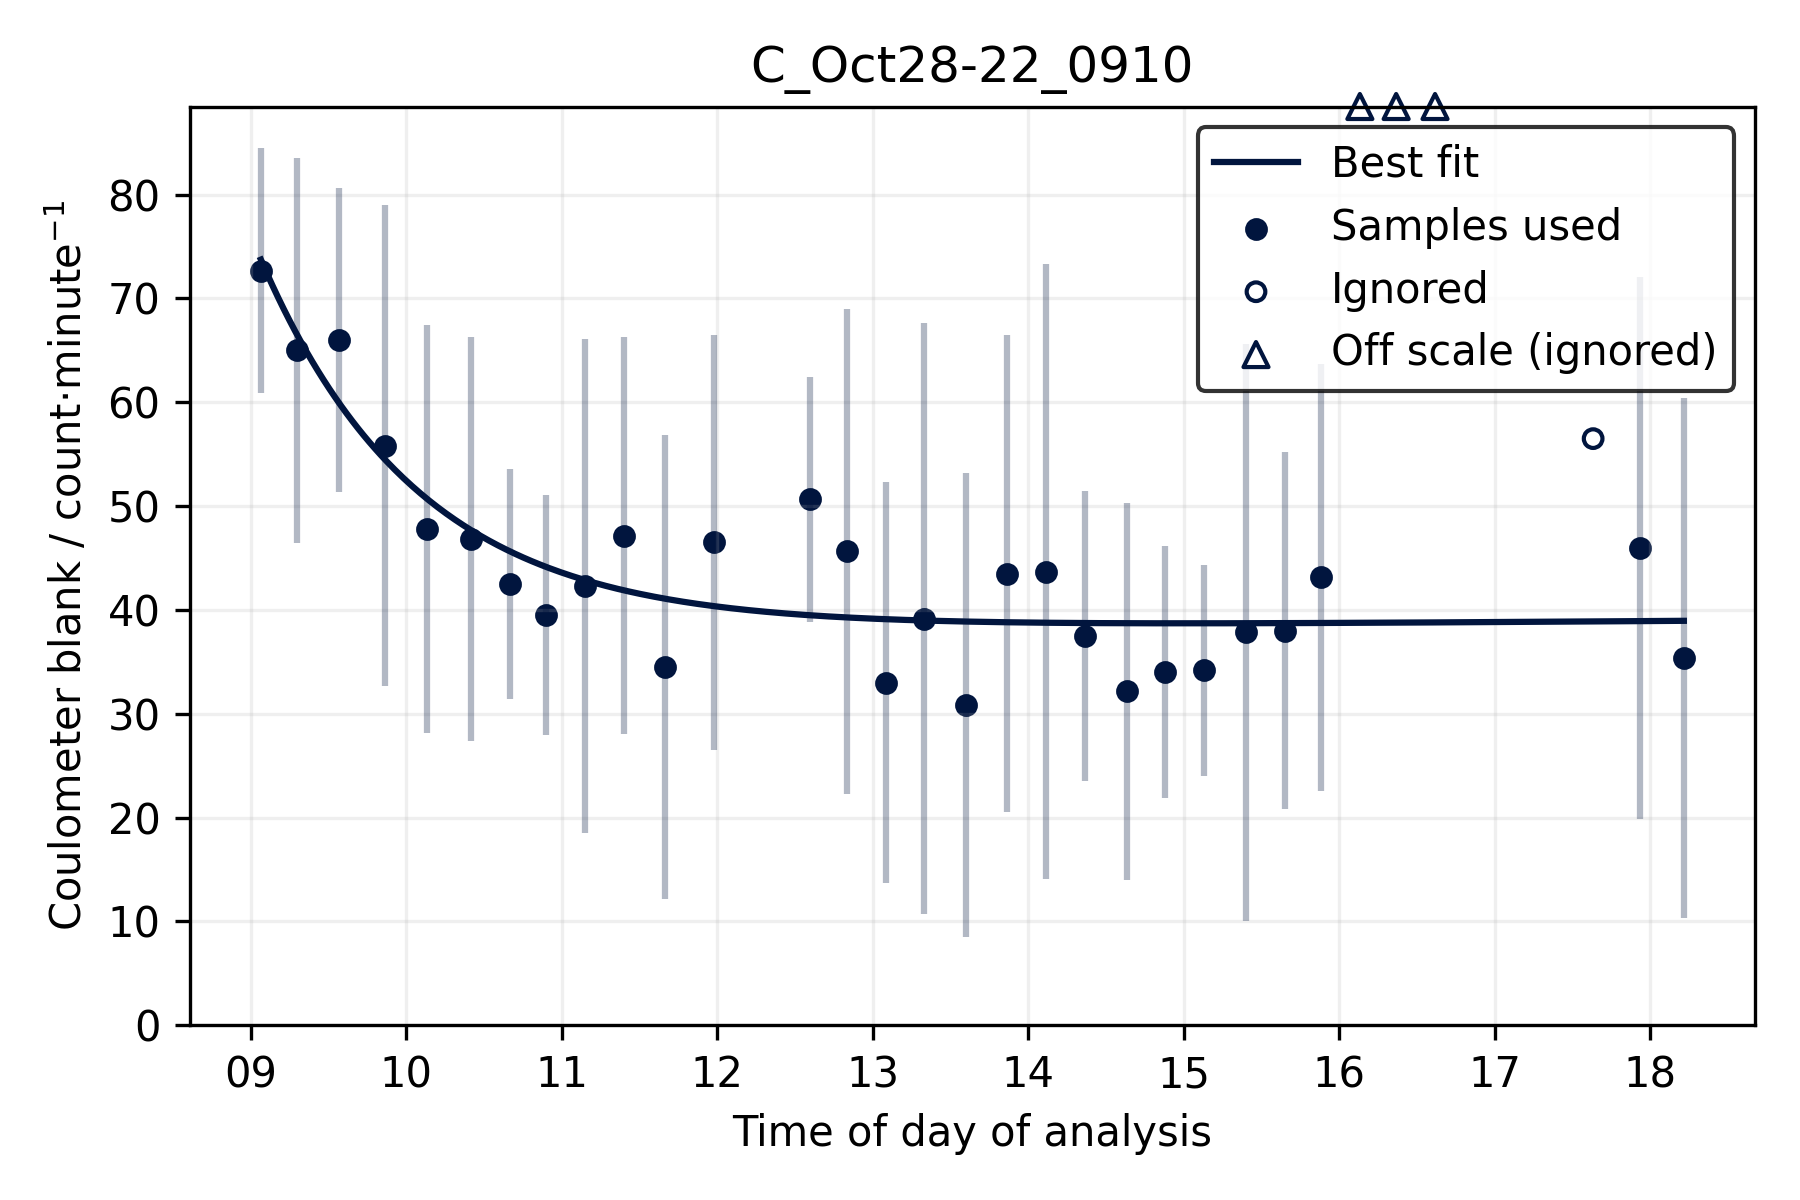 C_Oct28-22_0910
Best fit
Samples used
Ignored
Off scale (ignored)
Coulometer blank / count·minute⁻¹
80
70
60
50
40
30
20
10
0
09 10 11 12 13 14 15 16 17 18
Time of day of analysis